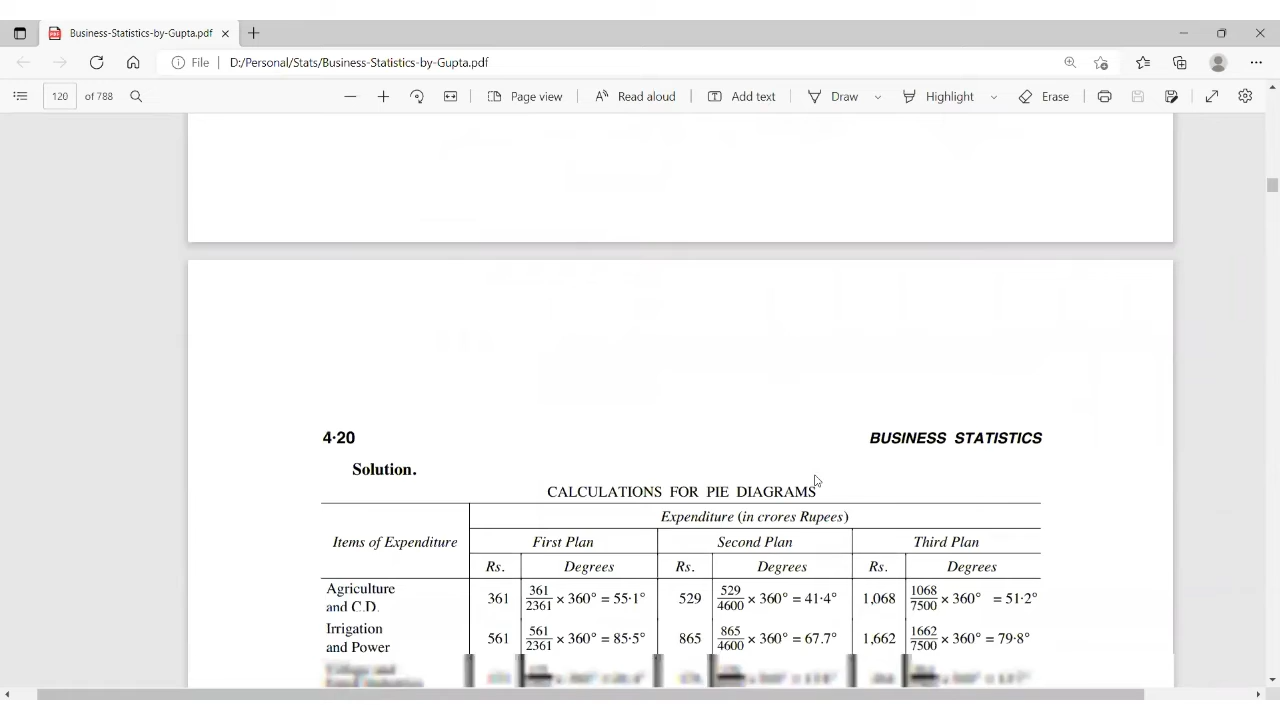 Business-Statistics-by-Gupta.pdf
File | D:/Personal/Stats/Business-Statistics-by-Gupta.pdf
120 of 788 Page view Read aloud Add text Draw Highlight Erase
4·20 BUSINESS STATISTICS
Solution.
CALCULATIONS FOR PIE DIAGRAMS
Expenditure (in crores Rupees)
Items of Expenditure First Plan Second Plan Third Plan
Rs. Degrees Rs. Degrees Rs. Degrees
Agriculture and C.D. 361 361/2361 × 360° = 55·1° 529 529/4600 × 360° = 41·4° 1,068 1068/7500 × 360° = 51·2°
Irrigation and Power 561 561/2361 × 360° = 85·5° 865 865/4600 × 360° = 67.7° 1,662 1662/7500 × 360° = 79·8°